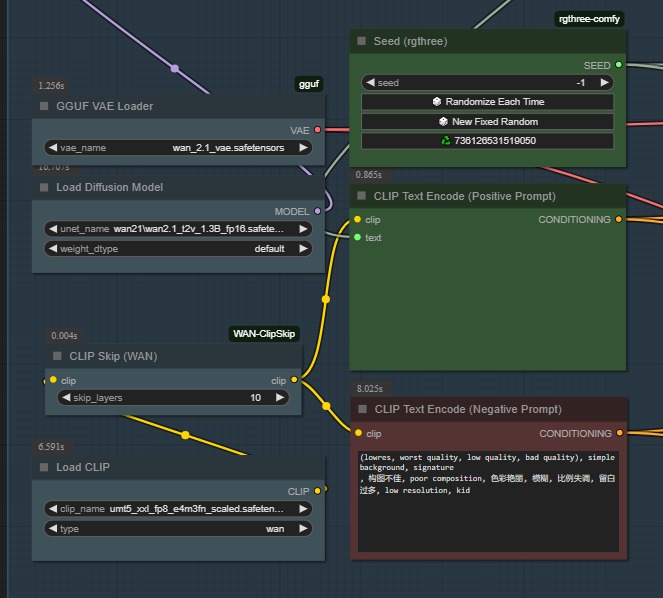 rgthree-comfy
Seed (rgthree)
SEED
seed -1
Randomize Each Time
New Fixed Random
736126531519050
1.256s
gguf
GGUF VAE Loader
VAE
vae_name wan_2.1_vae.safetensors
Load Diffusion Model
MODEL
unet_name wan21\wan2.1_t2v_1.3B_fp16.safete...
weight_dtype default
0.865s
CLIP Text Encode (Positive Prompt)
clip CONDITIONING
text
0.004s
WAN-ClipSkip
CLIP Skip (WAN)
clip clip
skip_layers 10
8.025s
CLIP Text Encode (Negative Prompt)
clip CONDITIONING
(lowres, worst quality, low quality, bad quality), simple
background, signature
, 构图不佳, poor composition, 色彩艳丽, 模糊, 比例失调, 留白
过多, low resolution, kid
6.591s
Load CLIP
CLIP
clip_name umt5_xxl_fp8_e4m3fn_scaled.safeten...
type wan